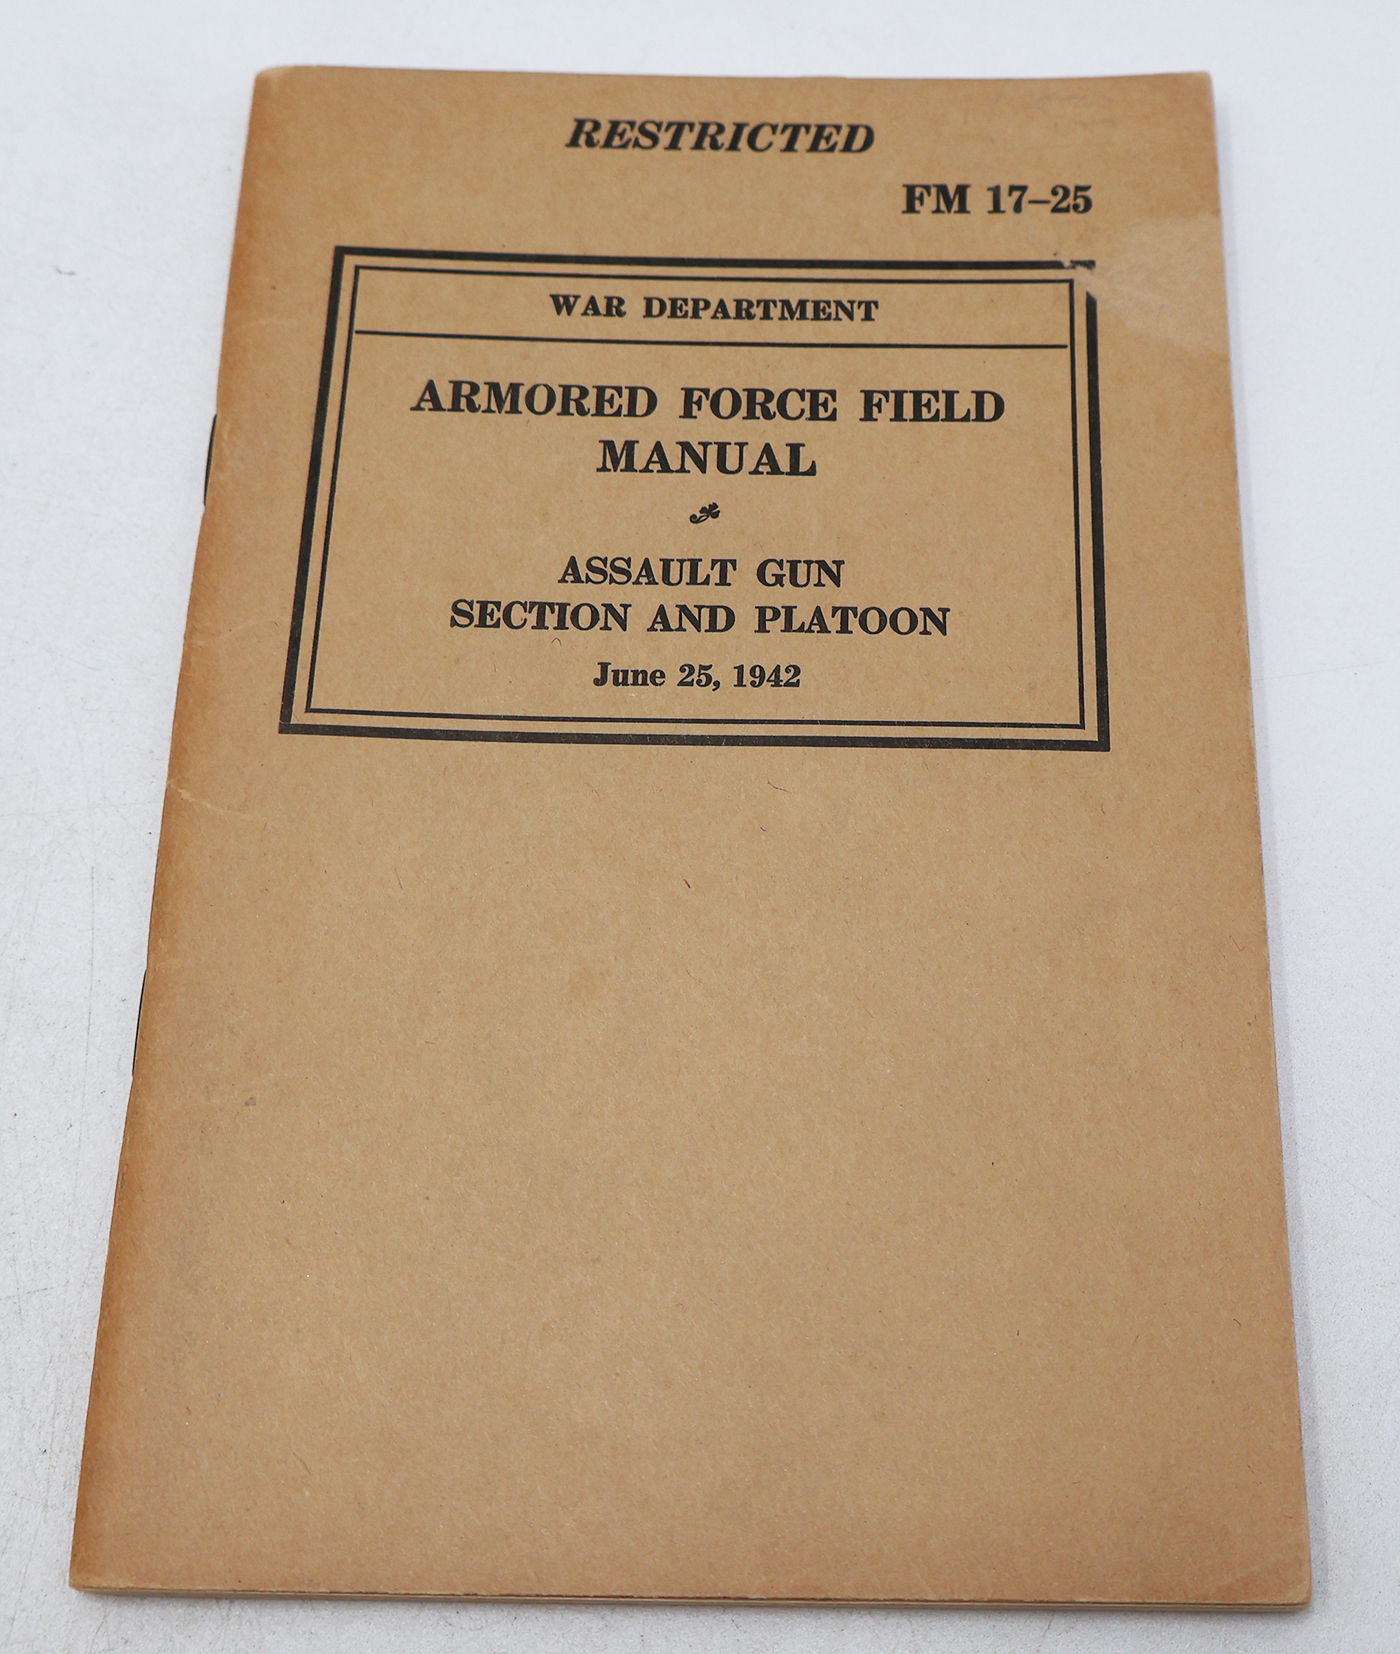 RESTRICTED
FM 17–25
WAR DEPARTMENT
ARMORED FORCE FIELD
MANUAL
ASSAULT GUN
SECTION AND PLATOON
June 25, 1942